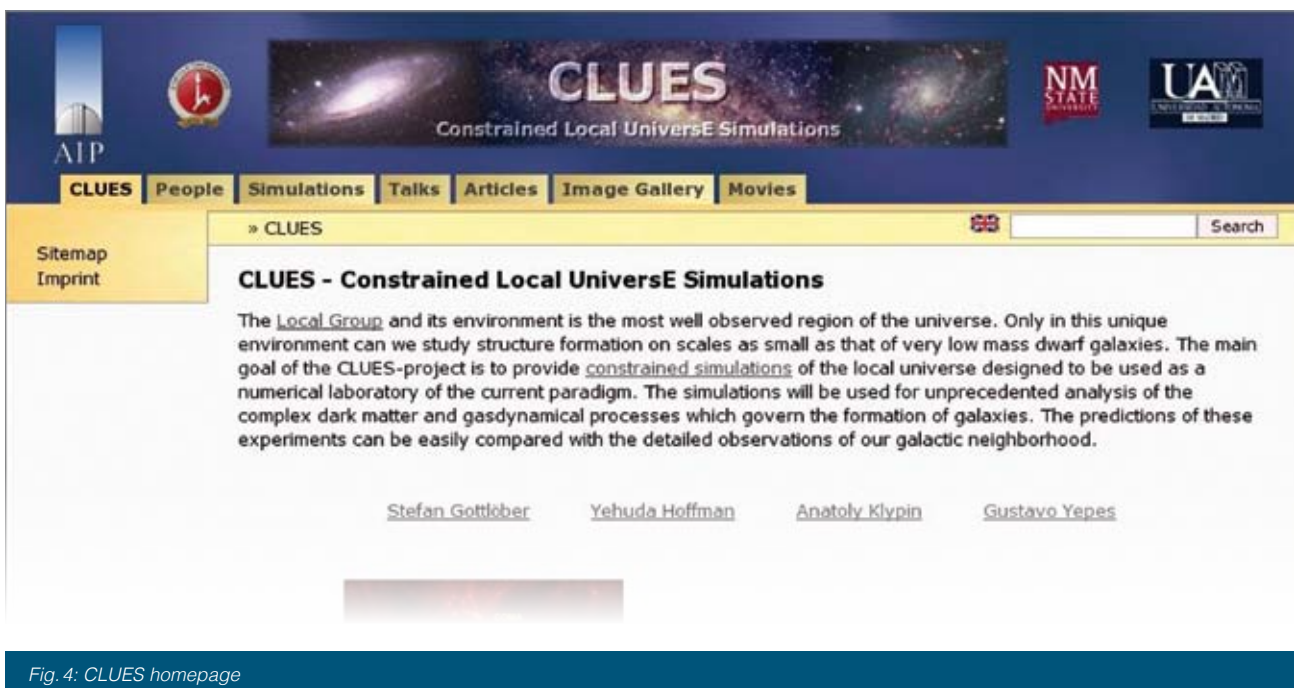 AIP
CLUES
Constrained Local UniversE Simulations
NM
STATE
UNIVERSITY
UAM
UNIVERSIDAD AUTONOMA
DE MADRID
CLUES People Simulations Talks Articles Image Gallery Movies
» CLUES Search
Sitemap
Imprint
CLUES - Constrained Local UniversE Simulations
The Local Group and its environment is the most well observed region of the universe. Only in this unique
environment can we study structure formation on scales as small as that of very low mass dwarf galaxies. The main
goal of the CLUES-project is to provide constrained simulations of the local universe designed to be used as a
numerical laboratory of the current paradigm. The simulations will be used for unprecedented analysis of the
complex dark matter and gasdynamical processes which govern the formation of galaxies. The predictions of these
experiments can be easily compared with the detailed observations of our galactic neighborhood.
Stefan Gottlöber Yehuda Hoffman Anatoly Klypin Gustavo Yepes
Fig. 4: CLUES homepage